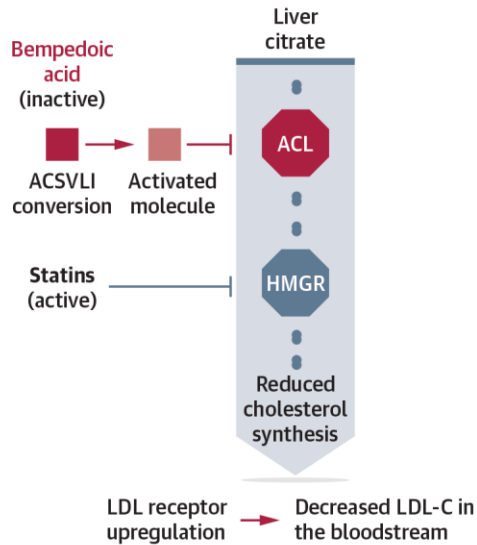 Liver
citrate
Bempedoic
acid
(inactive)
ACL
ACSVLI
conversion
Activated
molecule
Statins
(active)
HMGR
Reduced
cholesterol
synthesis
LDL receptor
upregulation
Decreased LDL-C in
the bloodstream